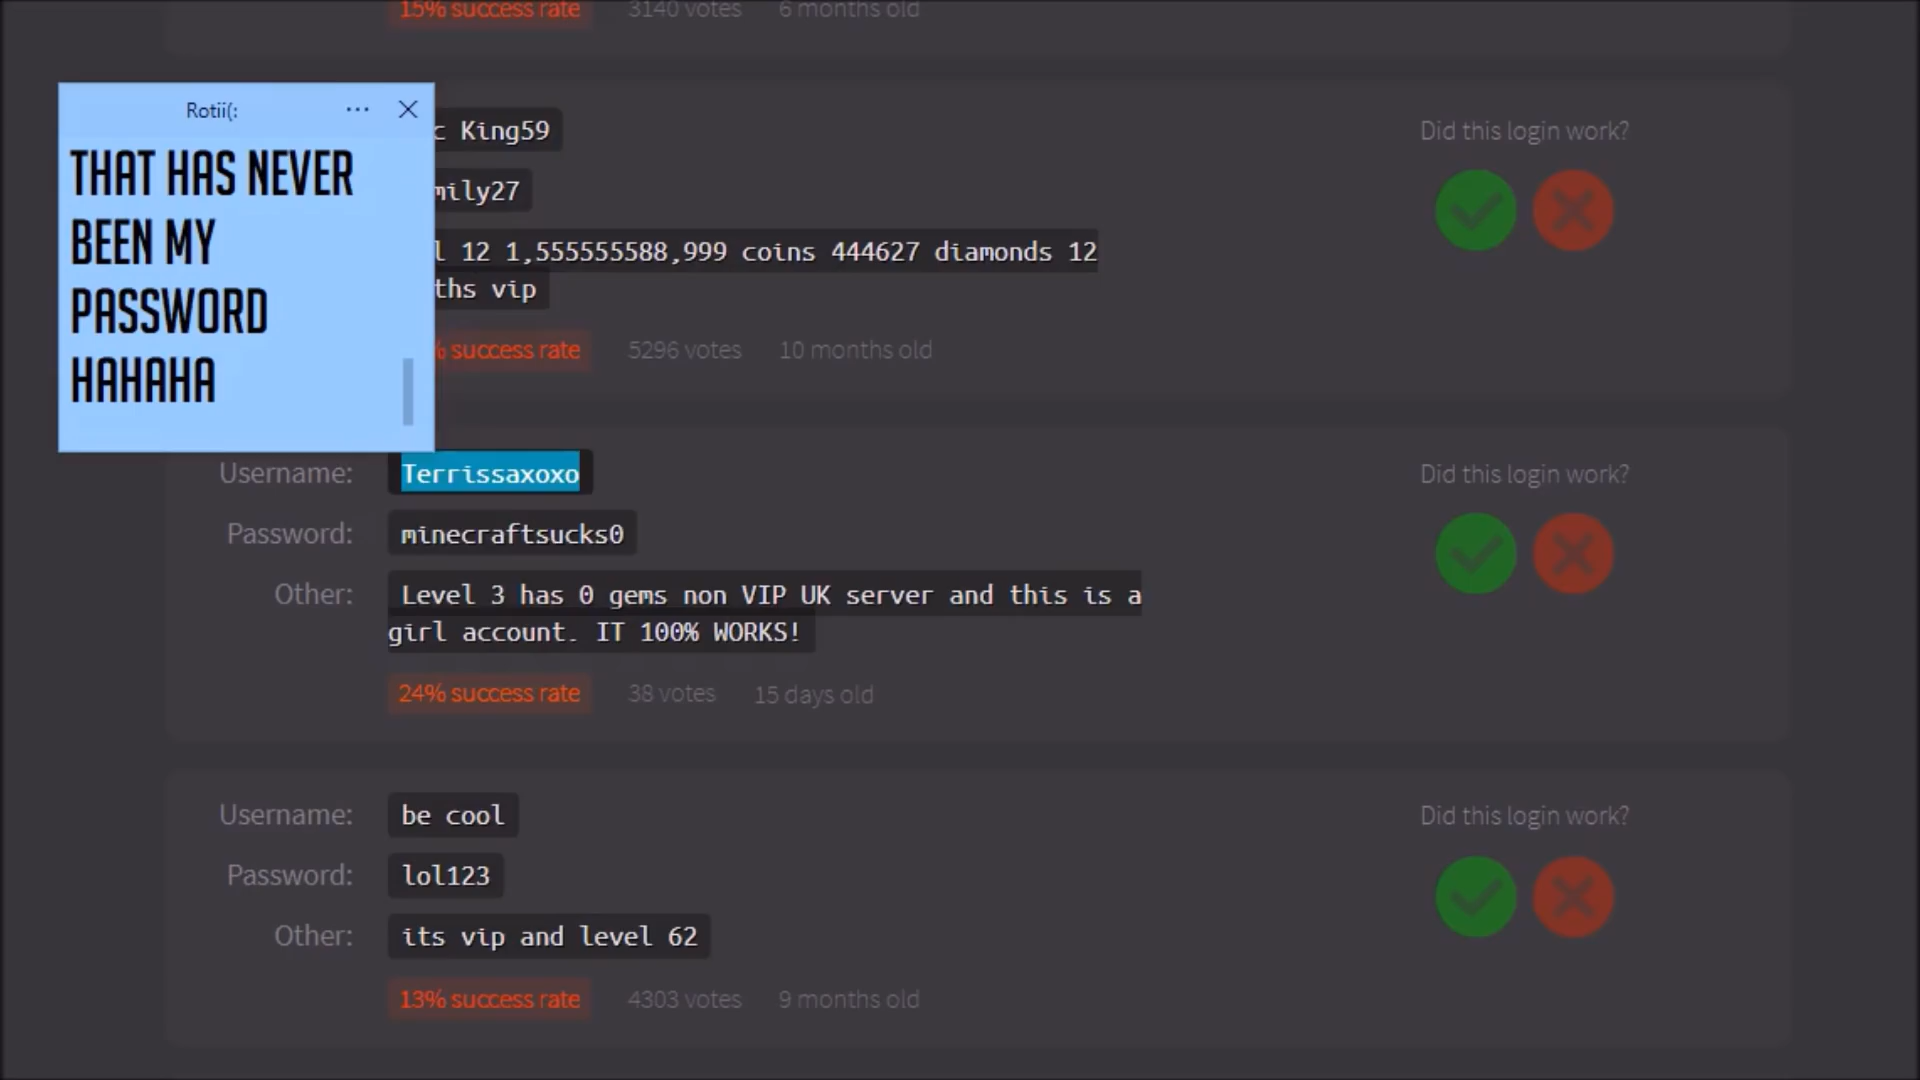 15% success rate 3140 votes 6 months old
Rotii(:
THAT HAS NEVER
BEEN MY
PASSWORD
HAHAHA
King59
Did this login work?
12 1,555555588,999 coins 444627 diamonds 12
vip
success rate 5296 votes 10 months old
Username: Terrissaxoxo
Did this login work?
Password: minecraftsucks0
Other: Level 3 has 0 gems non VIP UK server and this is a
girl account. IT 100% WORKS!
24% success rate 38 votes 15 days old
Username: be cool
Did this login work?
Password: lol123
Other: its vip and level 62
13% success rate 4303 votes 9 months old